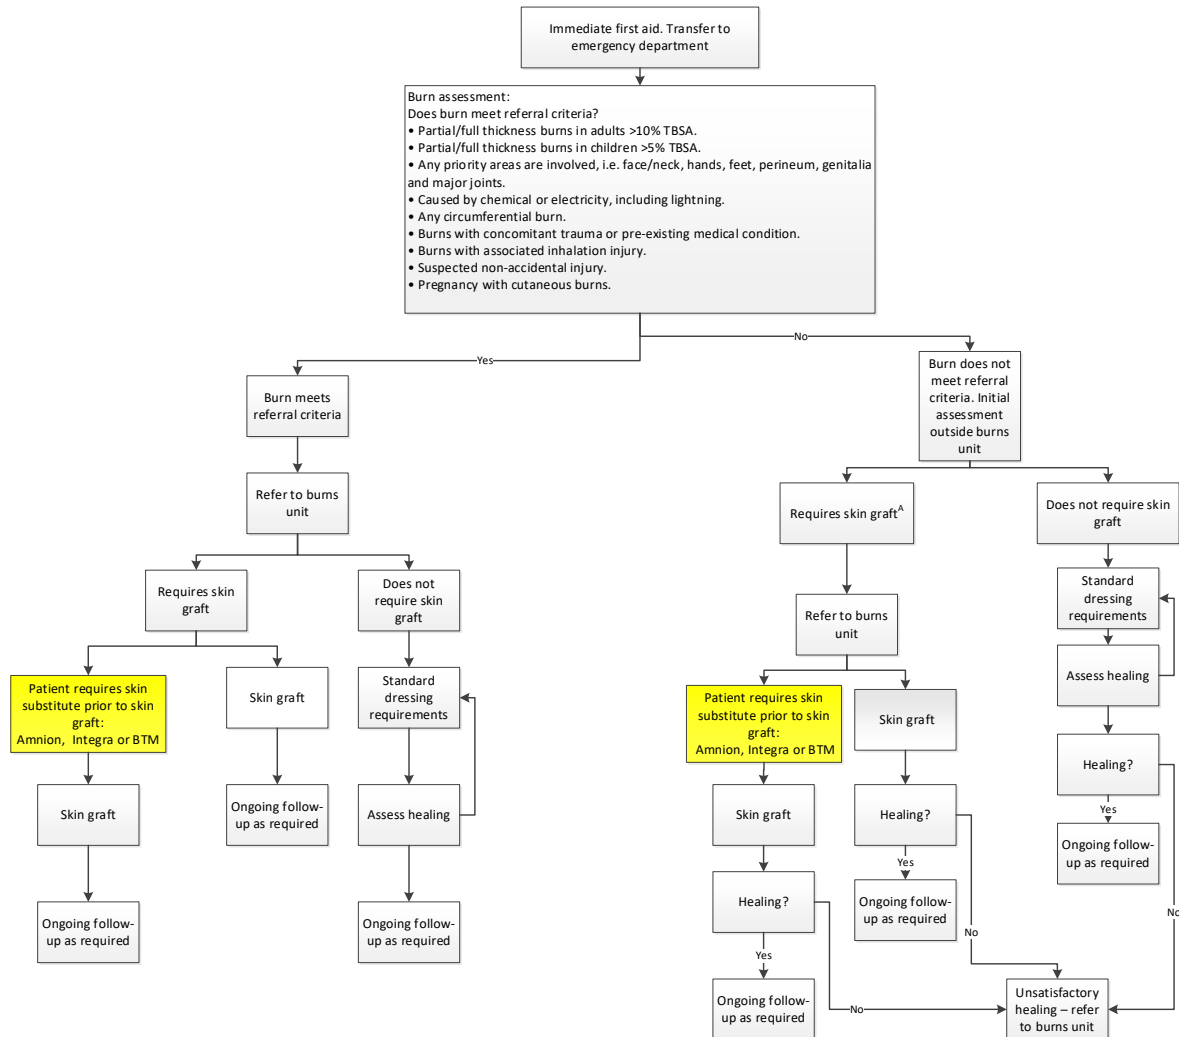 Immediate first aid. Transfer to
emergency department
Burn assessment:
Does burn meet referral criteria?
• Partial/full thickness burns in adults >10% TBSA.
• Partial/full thickness burns in children >5% TBSA.
• Any priority areas are involved, i.e. face/neck, hands, feet, perineum, genitalia
and major joints.
• Caused by chemical or electricity, including lightning.
• Any circumferential burn.
• Burns with concomitant trauma or pre-existing medical condition.
• Burns with associated inhalation injury.
• Suspected non-accidental injury.
• Pregnancy with cutaneous burns.
Yes
No
Burn meets
referral criteria
Refer to burns
unit
Requires skin
graft
Does not
require skin
graft
Patient requires skin
substitute prior to skin
graft:
Amnion, Integra or BTM
Skin graft
Standard
dressing
requirements
Skin graft
Ongoing follow-
up as required
Assess healing
Ongoing follow-
up as required
Ongoing follow-
up as required
Burn does not
meet referral
criteria. Initial
assessment
outside burns
unit
Requires skin graftA
Does not require skin
graft
Refer to burns
unit
Standard
dressing
requirements
Assess healing
Patient requires skin
substitute prior to skin
graft:
Amnion, Integra or BTM
Skin graft
Healing?
Yes
Skin graft
Healing?
Yes
Ongoing follow-
up as required
Healing?
Yes
Ongoing follow-
up as required
No
No
Ongoing follow-
up as required
No
Unsatisfactory
healing – refer
to burns unit